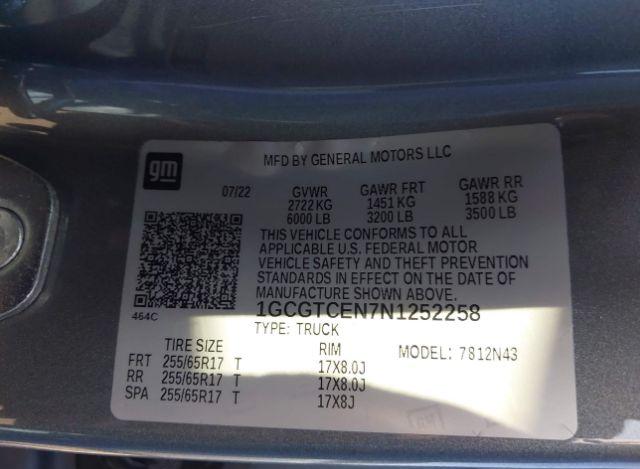 gm
MFD BY GENERAL MOTORS LLC
07/22 GVWR GAWR FRT GAWR RR
2722 KG 1451 KG 1588 KG
6000 LB 3200 LB 3500 LB
THIS VEHICLE CONFORMS TO ALL
APPLICABLE U.S. FEDERAL MOTOR
VEHICLE SAFETY AND THEFT PREVENTION
STANDARDS IN EFFECT ON THE DATE OF
MANUFACTURE SHOWN ABOVE.
464C
1GCGTCEN7N1252258
TYPE: TRUCK
TIRE SIZE RIM MODEL: 7812N43
FRT 255/65R17 T 17X8.0J
RR 255/65R17 T 17X8.0J
SPA 255/65R17 T 17X8J
gm